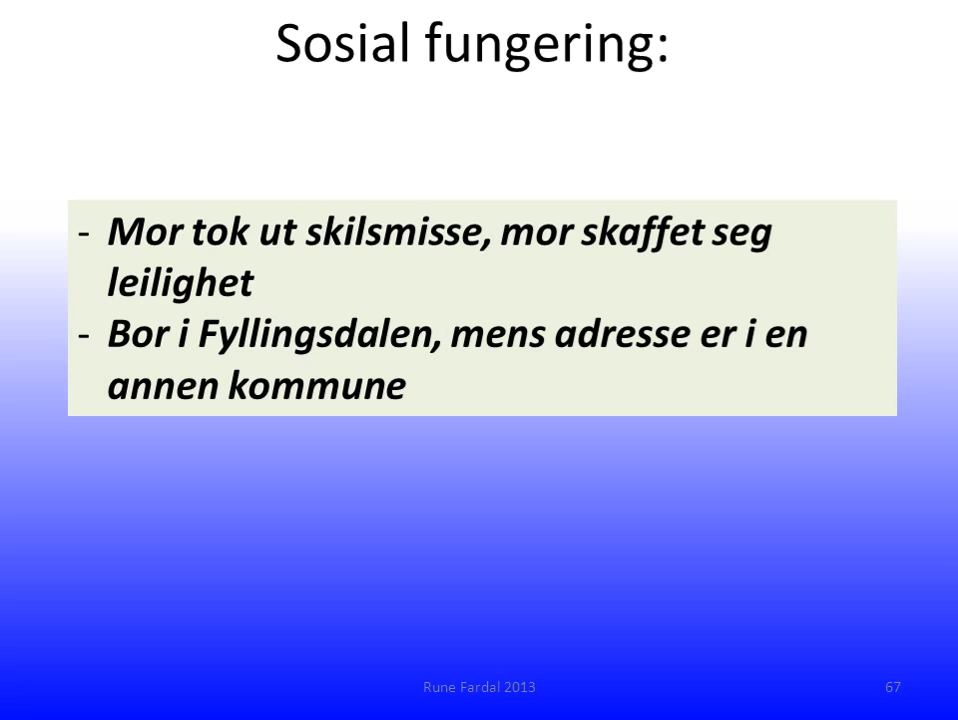 Sosial fungering:
- Mor tok ut skilsmisse, mor skaffet seg
leilighet
- Bor i Fyllingsdalen, mens adresse er i en
annen kommune
Rune Fardal 2013 67